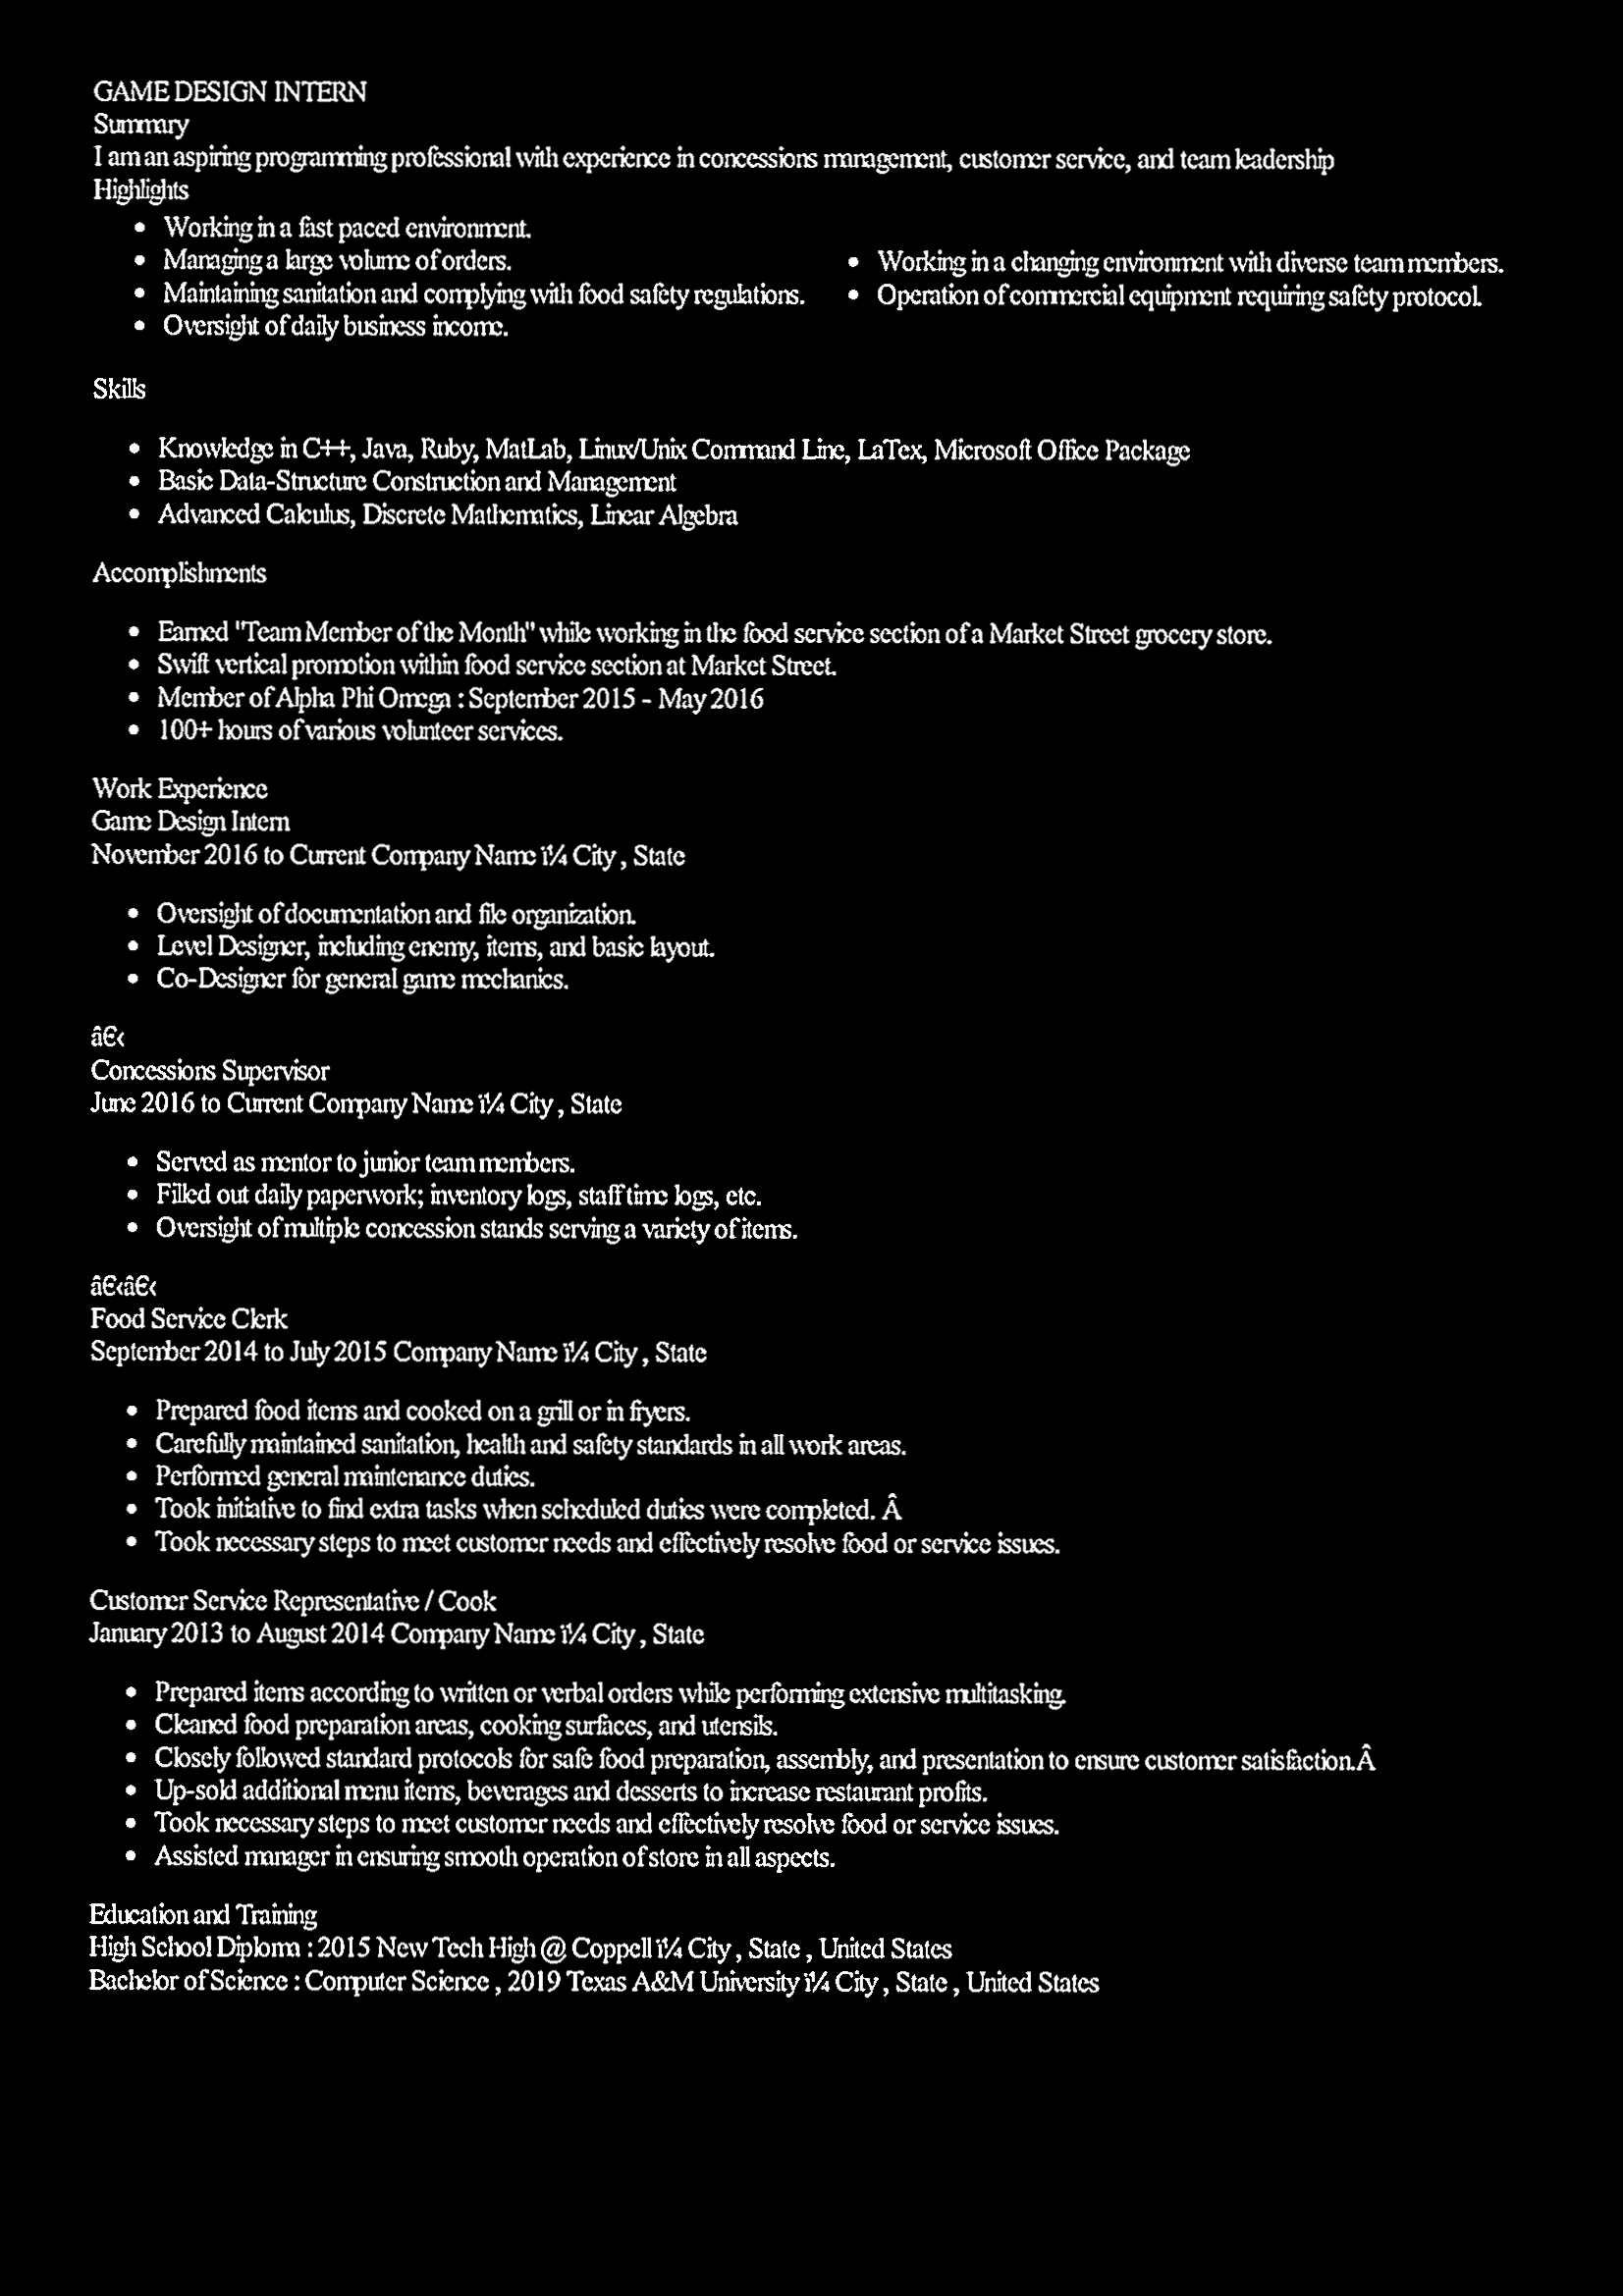 GAME DESIGN INTERN
Summary
I am an aspiring programming professional with experience in concessions management, customer service, and team leadership
Highlights
• Working in a fast paced environment.
• Managing a large volume of orders.
• Maintaining sanitation and complying with food safety regulations.
• Oversight of daily business income.
• Working in a changing environment with diverse team members.
• Operation of commercial equipment requiring safety protocol.
Skills
• Knowledge in C++, Java, Ruby, MatLab, Linux/Unix Command Line, LaTex, Microsoft Office Package
• Basic Data-Structure Construction and Management
• Advanced Calculus, Discrete Mathematics, Linear Algebra
Accomplishments
• Earned "Team Member of the Month" while working in the food service section of a Market Street grocery store.
• Swift vertical promotion within food service section at Market Street.
• Member of Alpha Phi Omega : September 2015 - May 2016
• 100+ hours of various volunteer services.
Work Experience
Game Design Intern
November 2016 to Current Company Name ï¼ City , State
• Oversight of documentation and file organization.
• Level Designer, including enemy, items, and basic layout.
• Co-Designer for general game mechanics.
â€‹
Concessions Supervisor
June 2016 to Current Company Name ï¼ City , State
• Served as mentor to junior team members.
• Filled out daily paperwork; inventory logs, staff time logs, etc.
• Oversight of multiple concession stands serving a variety of items.
â€‹â€‹
Food Service Clerk
September 2014 to July 2015 Company Name ï¼ City , State
• Prepared food items and cooked on a grill or in fryers.
• Carefully maintained sanitation, health and safety standards in all work areas.
• Performed general maintenance duties.
• Took initiative to find extra tasks when scheduled duties were completed. Â
• Took necessary steps to meet customer needs and effectively resolve food or service issues.
Customer Service Representative / Cook
January 2013 to August 2014 Company Name ï¼ City , State
• Prepared items according to written or verbal orders while performing extensive multitasking.
• Cleaned food preparation areas, cooking surfaces, and utensils.
• Closely followed standard protocols for safe food preparation, assembly, and presentation to ensure customer satisfaction.Â
• Up-sold additional menu items, beverages and desserts to increase restaurant profits.
• Took necessary steps to meet customer needs and effectively resolve food or service issues.
• Assisted manager in ensuring smooth operation of store in all aspects.
Education and Training
High School Diploma : 2015 New Tech High @ Coppell ï¼ City , State , United States
Bachelor of Science : Computer Science , 2019 Texas A&M University ï¼ City , State , United States